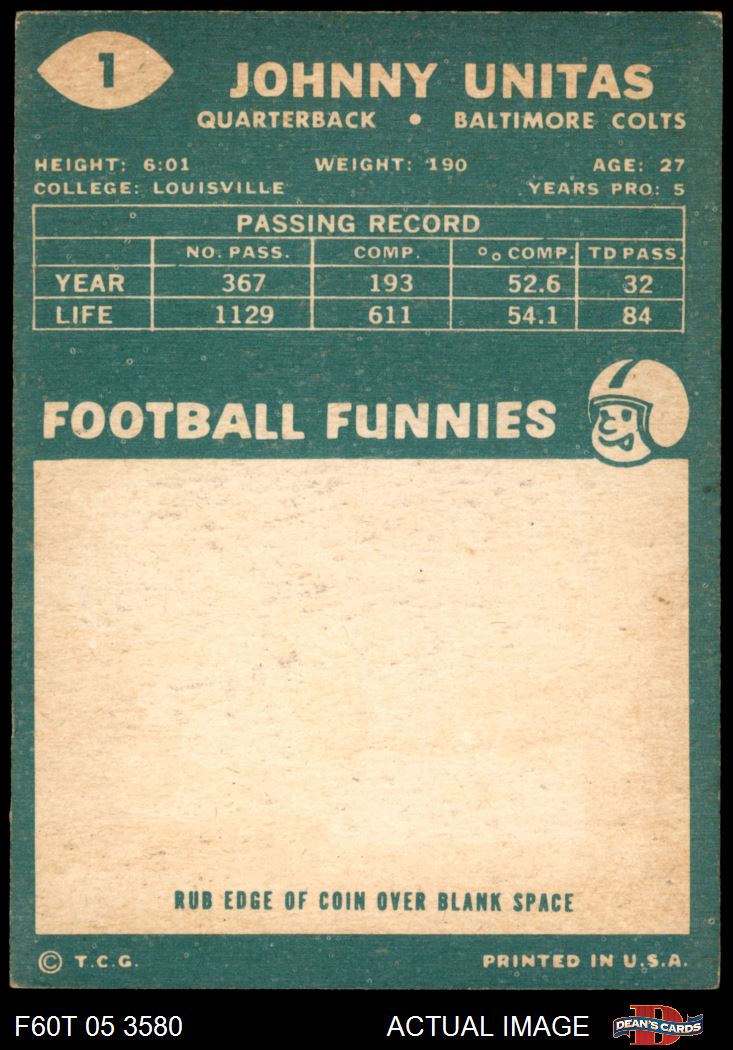 1
JOHNNY UNITAS
QUARTERBACK • BALTIMORE COLTS
HEIGHT: 6:01 WEIGHT: 190 AGE: 27
COLLEGE: LOUISVILLE YEARS PRO: 5
PASSING RECORD
NO. PASS. COMP. % COMP. TD PASS.
YEAR 367 193 52.6 32
LIFE 1129 611 54.1 84
FOOTBALL FUNNIES
RUB EDGE OF COIN OVER BLANK SPACE
© T.C.G. PRINTED IN U.S.A.
F60T 05 3580 ACTUAL IMAGE D DEAN'S CARDS